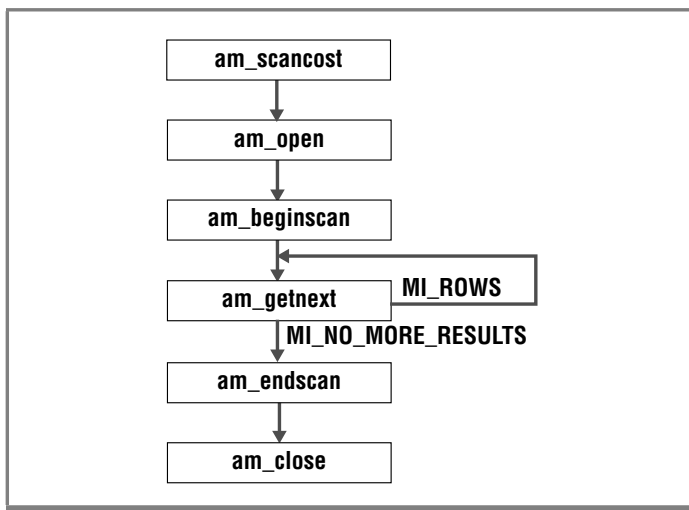 am_scancost
am_open
am_beginscan
am_getnext
MI_ROWS
MI_NO_MORE_RESULTS
am_endscan
am_close